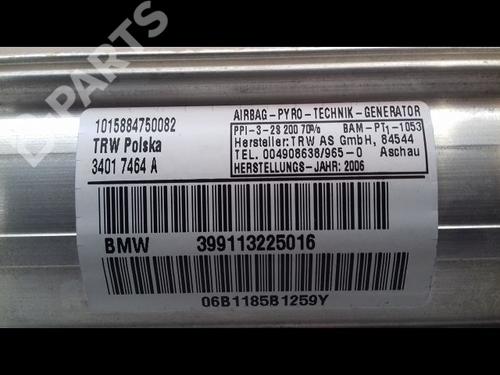 B-PARTS
1015884750082
TRW Polska
3401 7464 A
AIRBAG-PYRO-TECHNIK-GENERATOR
PPI-3-2S 200 70% BAM-PT1-1053
Hersteller:TRW AS GmbH, 84544
TEL. 004908638/965-0 Aschau
HERSTELLUNGS-JAHR: 2006
BMW 399113225016
06B1185B1259Y